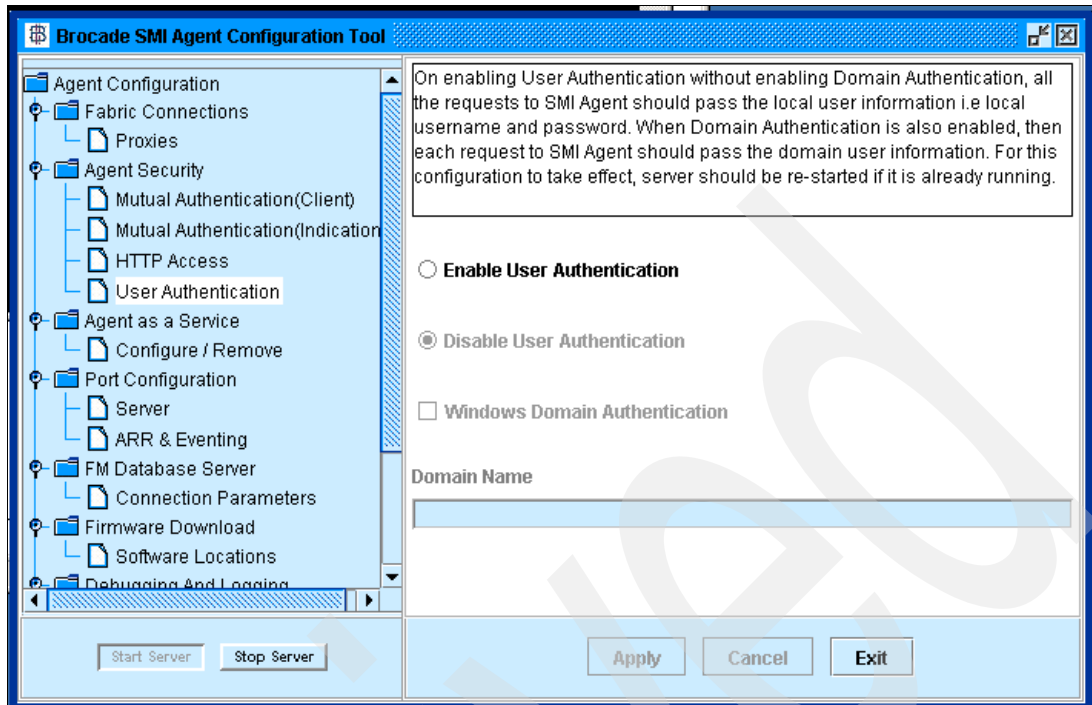 Brocade SMI Agent Configuration Tool
Agent Configuration
Fabric Connections
Proxies
Agent Security
Mutual Authentication(Client)
Mutual Authentication(Indication
HTTP Access
User Authentication
Agent as a Service
Configure / Remove
Port Configuration
Server
ARR & Eventing
FM Database Server
Connection Parameters
Firmware Download
Software Locations
Debugging And Logging
Start Server
Stop Server
On enabling User Authentication without enabling Domain Authentication, all
the requests to SMI Agent should pass the local user information i.e local
username and password. When Domain Authentication is also enabled, then
each request to SMI Agent should pass the domain user information. For this
configuration to take effect, server should be re-started if it is already running.
Enable User Authentication
Disable User Authentication
Windows Domain Authentication
Domain Name
Apply
Cancel
Exit